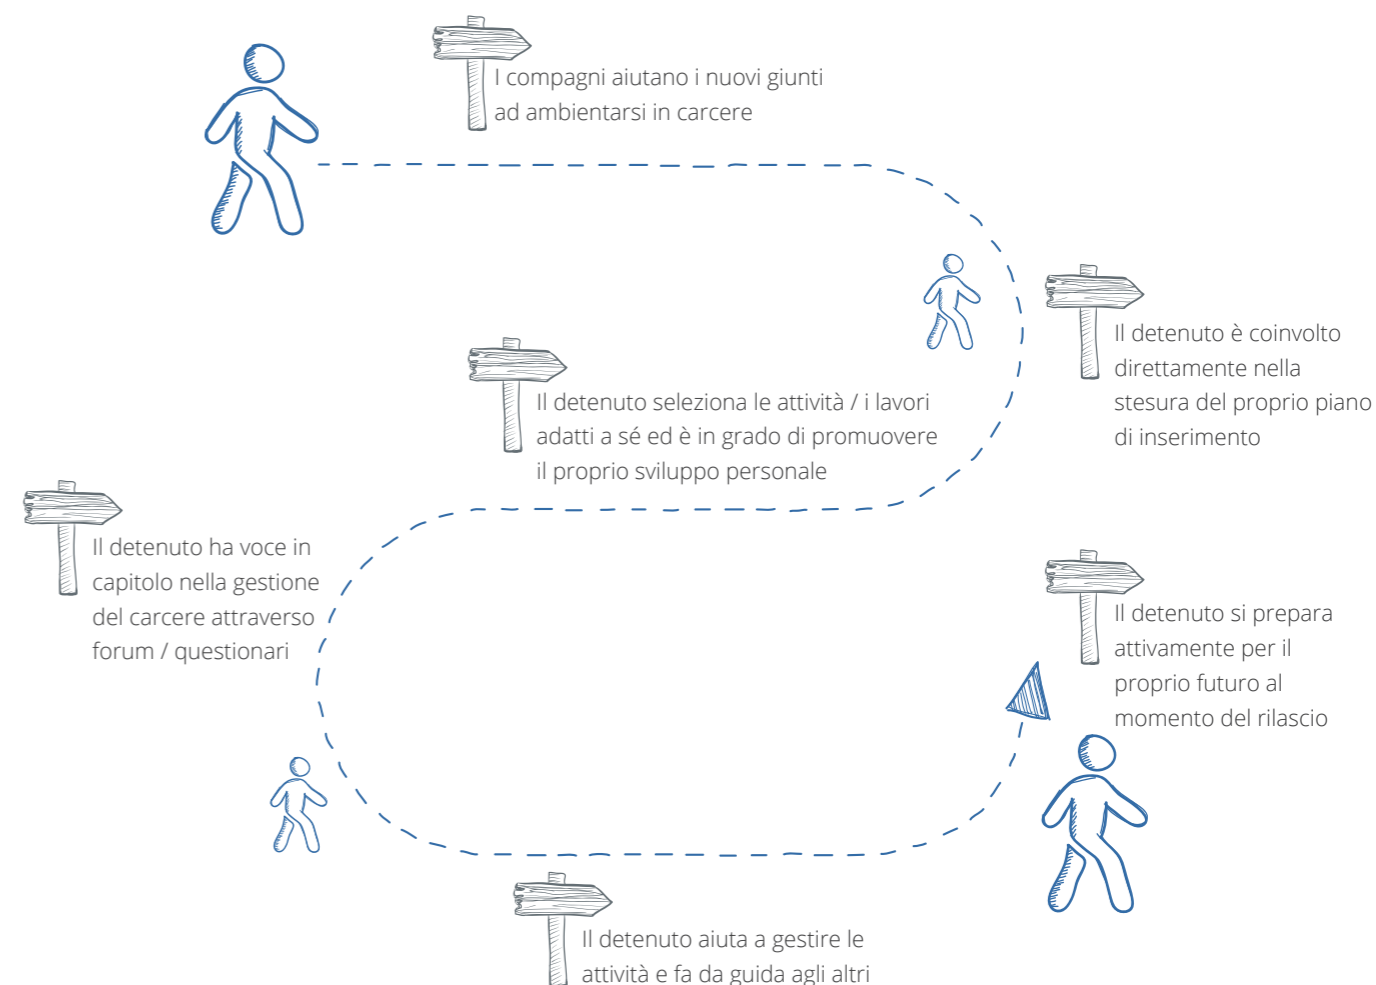 I compagni aiutano i nuovi giunti
ad ambientarsi in carcere
Il detenuto è coinvolto
direttamente nella
stesura del proprio piano
di inserimento
Il detenuto seleziona le attività / i lavori
adatti a sé ed è in grado di promuovere
il proprio sviluppo personale
Il detenuto ha voce in
capitolo nella gestione
del carcere attraverso
forum / questionari
Il detenuto aiuta a gestire le
attività e fa da guida agli altri
Il detenuto si prepara
attivamente per il
proprio futuro al
momento del rilascio